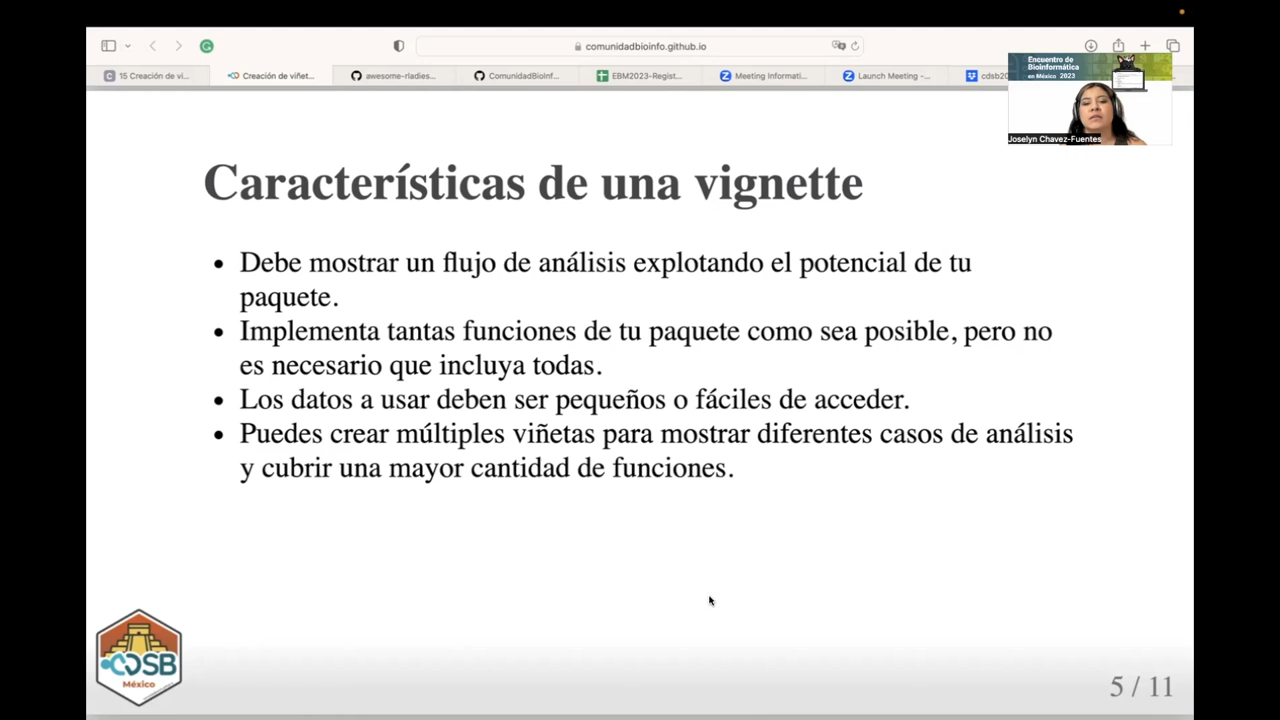 comunidadbioinfo.github.io
15 Creación de vi...
Creación de viñet...
awesome-rladies...
ComunidadBioInf...
EBM2023-Regist...
Meeting Informati...
Launch Meeting -...
cdsb20
Encuentro de
Bioinformática
en México 2023
Joselyn Chavez-Fuentes
Características de una vignette
• Debe mostrar un flujo de análisis explotando el potencial de tu
paquete.
• Implementa tantas funciones de tu paquete como sea posible, pero no
es necesario que incluya todas.
• Los datos a usar deben ser pequeños o fáciles de acceder.
• Puedes crear múltiples viñetas para mostrar diferentes casos de análisis
y cubrir una mayor cantidad de funciones.
CDSB
México
5 / 11